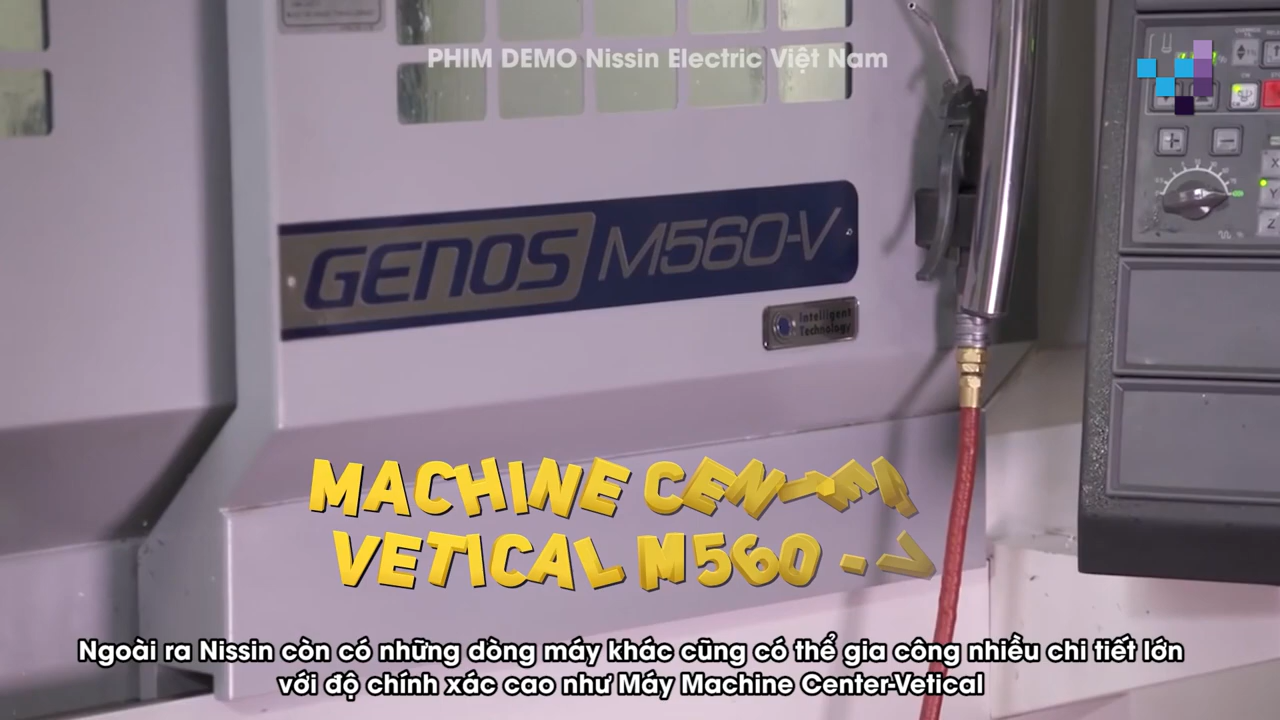 PHIM DEMO Nissin Electric Việt Nam
GENOS M560-V
Intelligent
Technology
MACHINE CENTER
VETICAL M560 - V
Ngoài ra Nissin còn có những dòng máy khác cũng có thể gia công nhiều chi tiết lớn
với độ chính xác cao như Máy Machine Center-Vetical